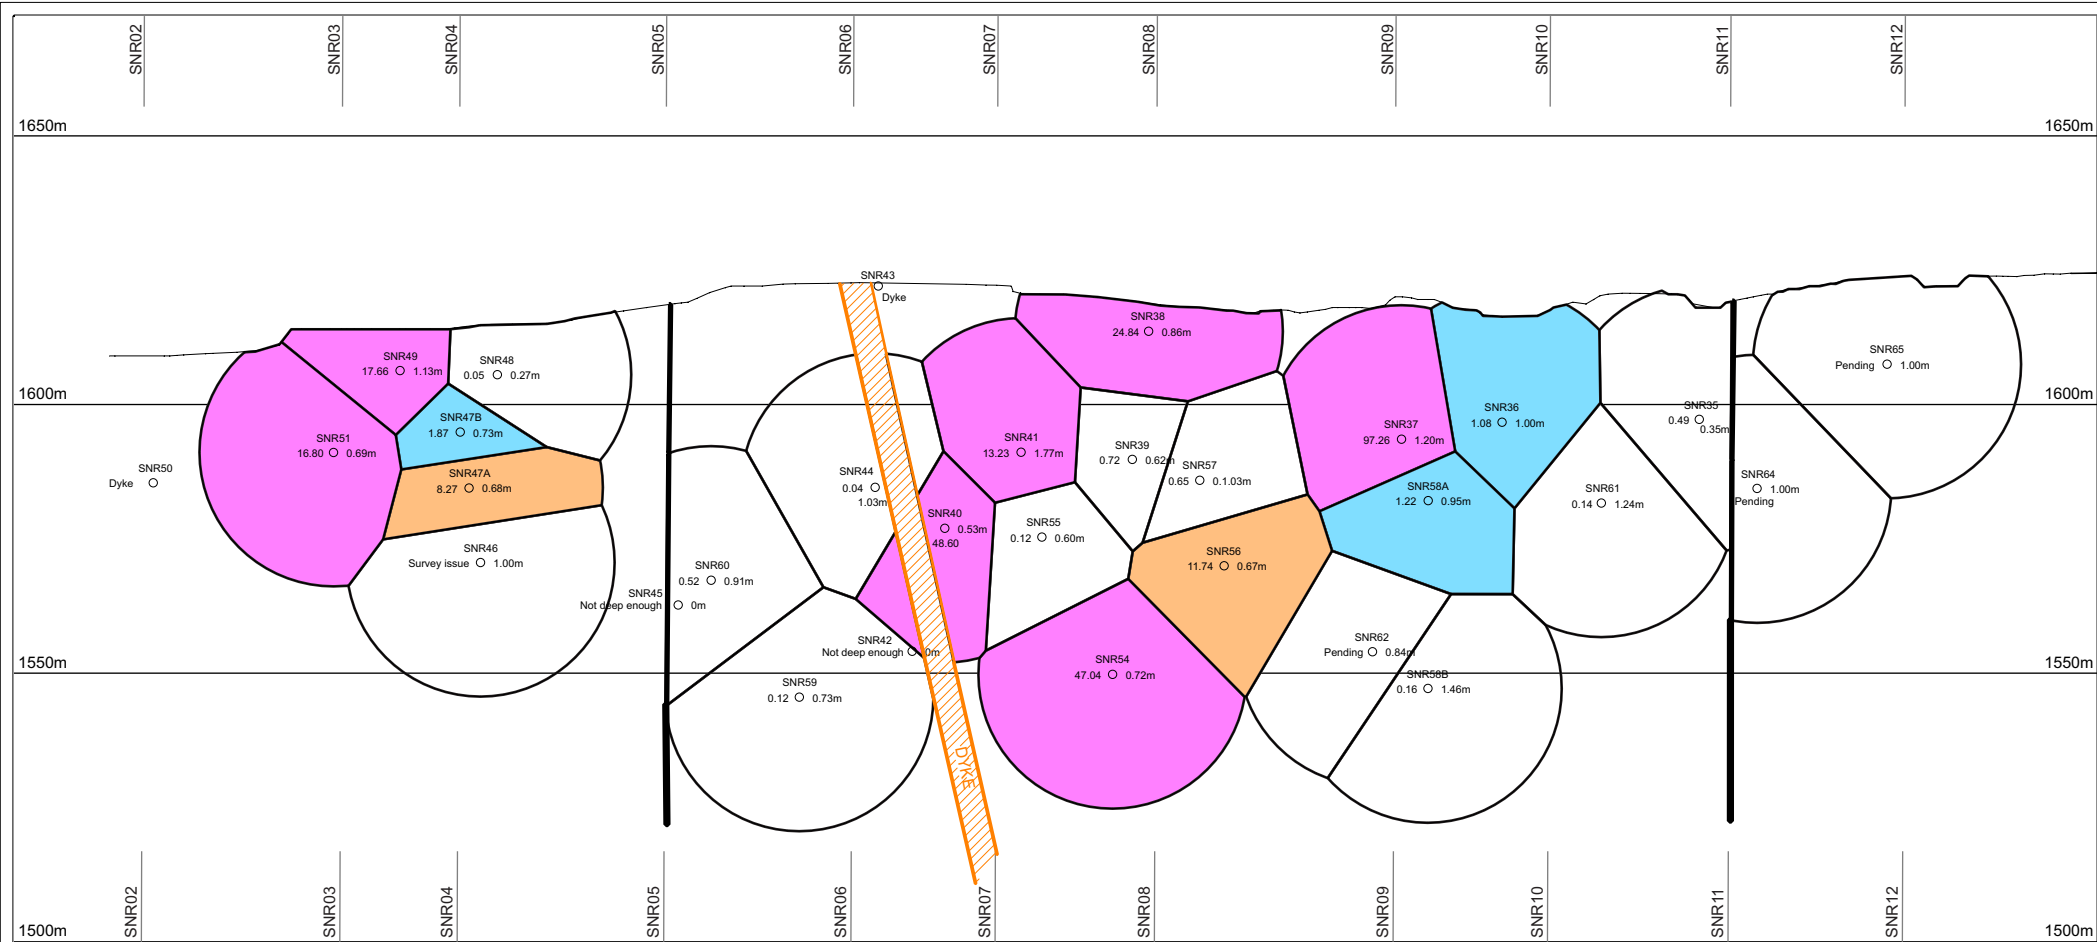 SNR02
SNR03
SNR04
SNR05
SNR06
SNR07
SNR08
SNR09
SNR10
SNR11
SNR12
1650m
1650m
SNR43
Dyke
SNR38
24.84 0.86m
SNR49
17.66 1.13m
SNR48
0.05 0.27m
SNR65
Pending 1.00m
1600m
1600m
SNR47B
1.87 0.73m
SNR36
1.08 1.00m
SNR35
0.49
0.35m
SNR51
16.80 0.69m
SNR41
13.23 1.77m
SNR39
0.72 0.62m
SNR37
97.26 1.20m
SNR50
Dyke
SNR47A
8.27 0.68m
SNR44
0.04
1.03m
SNR57
0.65 0.1.03m
SNR58A
1.22 0.95m
SNR61
0.14 1.24m
SNR64
1.00m
Pending
SNR40
0.53m
48.60
SNR55
0.12 0.60m
SNR46
Survey issue 1.00m
SNR60
0.52 0.91m
SNR56
11.74 0.67m
SNR45
Not deep enough 0m
SNR42
Not deep enough 0m
SNR62
Pending 0.84m
1550m
1550m
SNR54
47.04 0.72m
SNR59
0.12 0.73m
SNR58B
0.16 1.46m
DYKE
SNR02
SNR03
SNR04
SNR05
SNR06
SNR07
SNR08
SNR09
SNR10
SNR11
SNR12
1500m
1500m